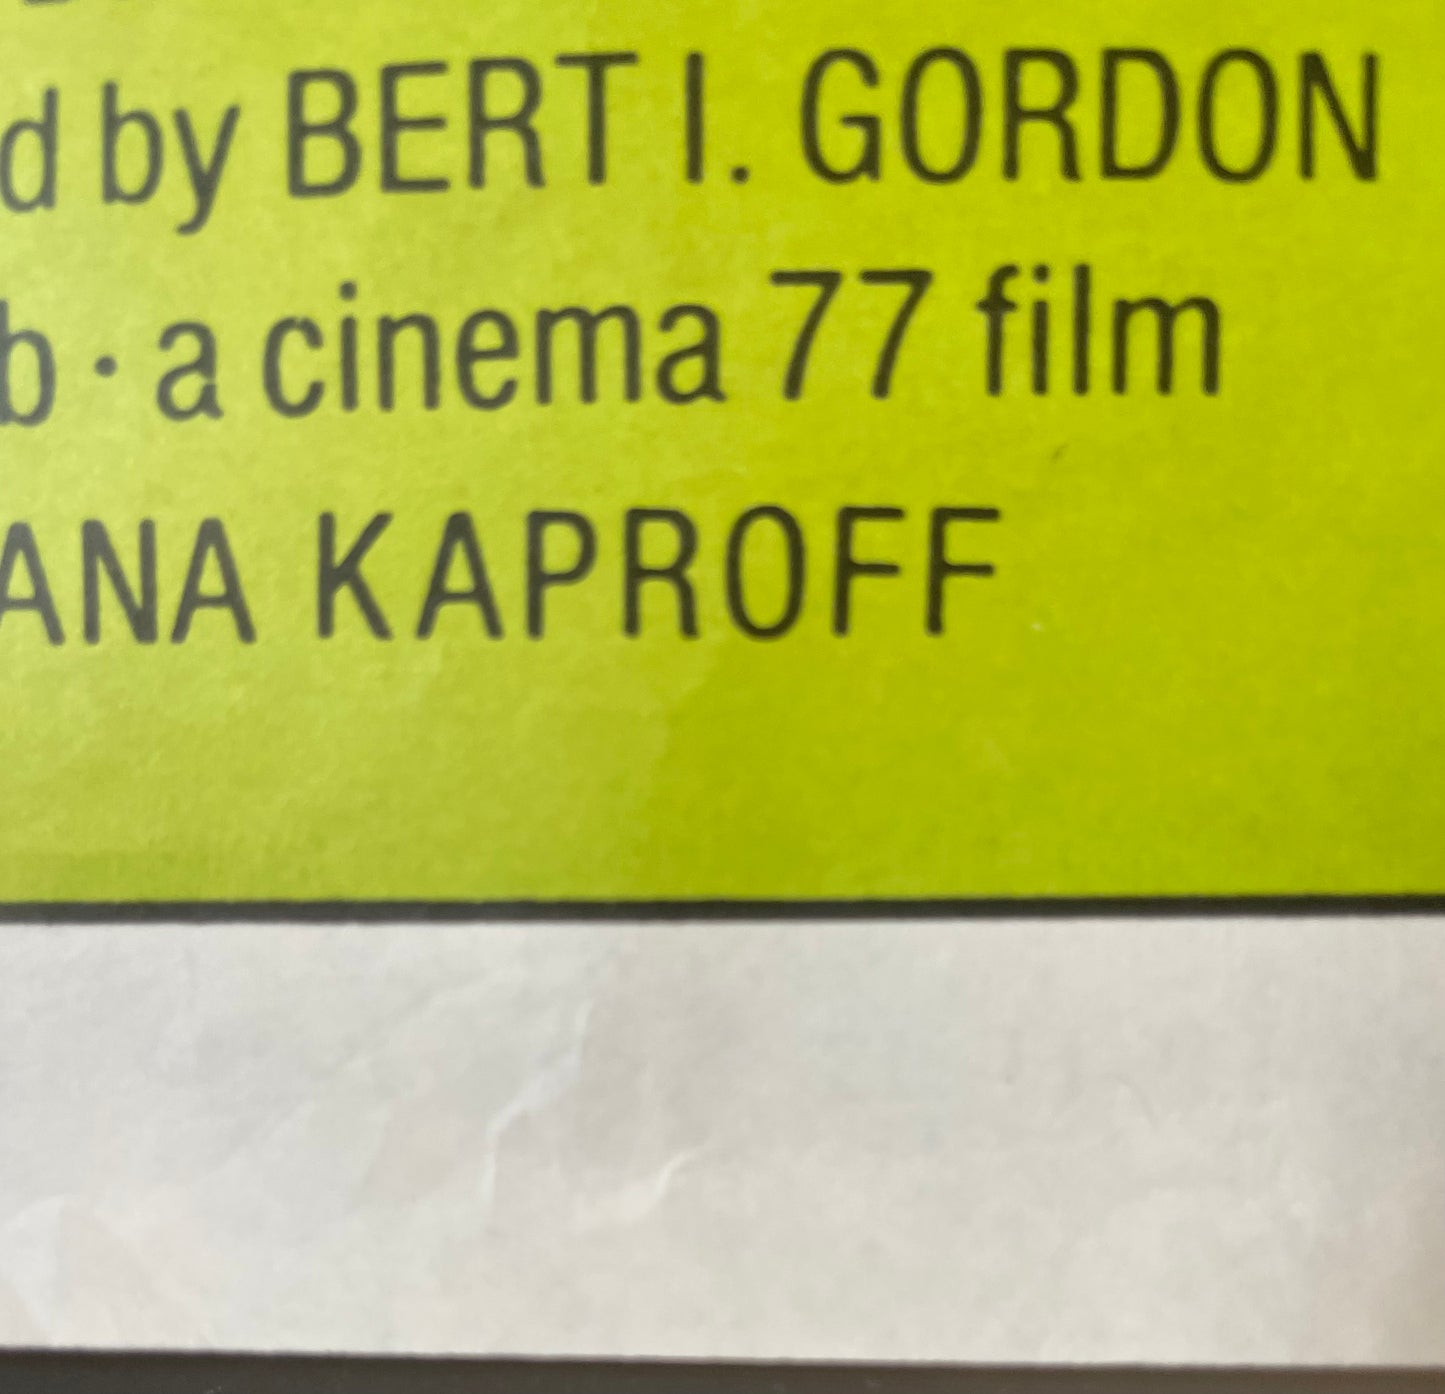 d by BERT I. GORDON
b · a cinema 77 film
ANA KAPROFF